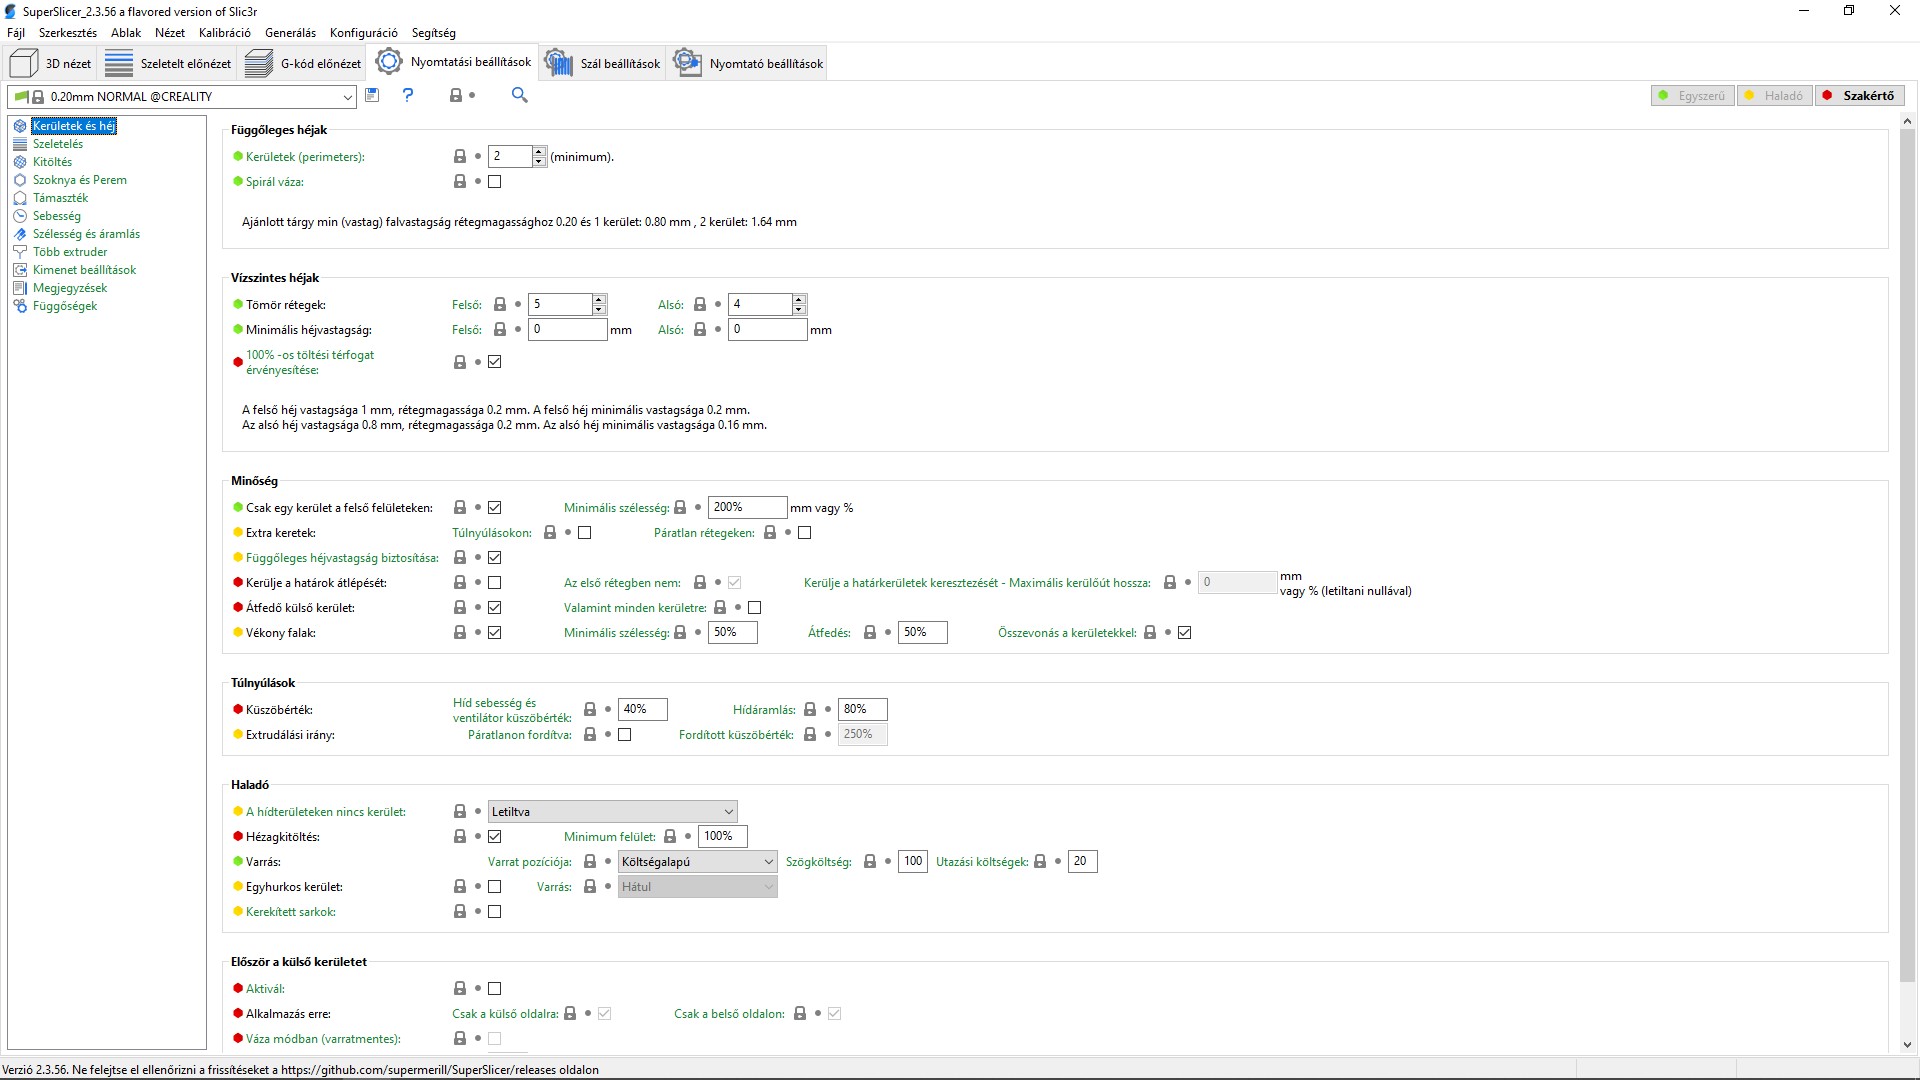 SuperSlicer_2.3.56 a flavored version of Slic3r
Fájl Szerkesztés Ablak Nézet Kalibráció Generálás Konfiguráció Segítség
3D nézet Szeletelt előnézet G-kód előnézet Nyomtatási beállítások Szál beállítások Nyomtató beállítások
0.20mm NORMAL @CREALITY ? Egyszerű Haladó Szakértő
Kerületek és héj
Szeletelés
Kitöltés
Szoknya és Perem
Támaszték
Sebesség
Szélesség és áramlás
Több extruder
Kimenet beállítások
Megjegyzések
Függőségek
Függőleges héjak
Kerületek (perimeters): 2 (minimum).
Spirál váza:
Ajánlott tárgy min (vastag) falvastagság rétegmagassághoz 0.20 és 1 kerület: 0.80 mm , 2 kerület: 1.64 mm
Vízszintes héjak
Tömör rétegek: Felső: 5 Alsó: 4
Minimális héjvastagság: Felső: 0 mm Alsó: 0 mm
100% -os töltési térfogat
érvényesítése:
A felső héj vastagsága 1 mm, rétegmagassága 0.2 mm. A felső héj minimális vastagsága 0.2 mm.
Az alsó héj vastagsága 0.8 mm, rétegmagassága 0.2 mm. Az alsó héj minimális vastagsága 0.16 mm.
Minőség
Csak egy kerület a felső felületeken: Minimális szélesség: 200% mm vagy %
Extra keretek: Túlnyúlásokon: Páratlan rétegeken:
Függőleges héjvastagság biztosítása:
Kerülje a határok átlépését: Az első rétegben nem: Kerülje a határkerületek keresztezését - Maximális kerülőút hossza: 0 mm
vagy % (letiltani nullával)
Átfedő külső kerület: Valamint minden kerületre:
Vékony falak: Minimális szélesség: 50% Átfedés: 50% Összevonás a kerületekkel:
Túlnyúlások
Küszöbérték: Híd sebesség és
ventilátor küszöbérték: 40% Hídáramlás: 80%
Extrudálási irány: Páratlanon fordítva: Fordított küszöbérték: 250%
Haladó
A hídterületeken nincs kerület: Letiltva
Hézagkitöltés: Minimum felület: 100%
Varrás: Varrat pozíciója: Költségalapú Szögköltség: 100 Utazási költségek: 20
Egyhurkos kerület: Varrás: Hátul
Kerekített sarkok:
Először a külső kerületet
Aktivál:
Alkalmazás erre: Csak a külső oldalra: Csak a belső oldalon:
Váza módban (varratmentes):
Verzió 2.3.56. Ne felejtse el ellenőrizni a frissítéseket a https://github.com/supermerill/SuperSlicer/releases oldalon